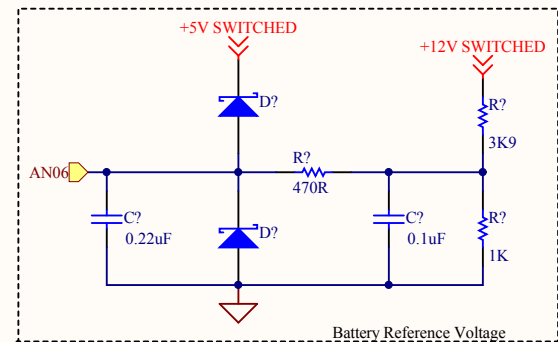 +5V SWITCHED
+12V SWITCHED
D?
R?
3K9
AN06
R?
470R
C?
0.22uF
D?
C?
0.1uF
R?
1K
Battery Reference Voltage